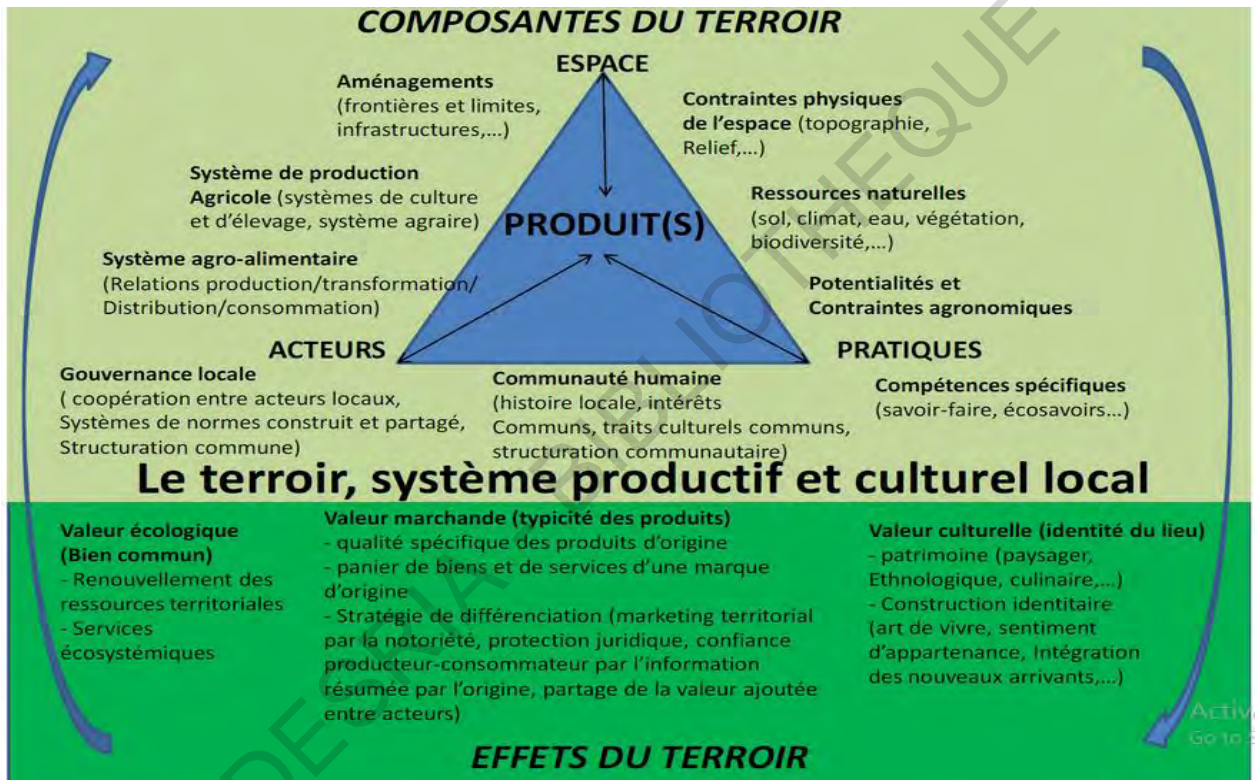 COMPOSANTES DU TERROIR
ESPACE
Aménagements
(frontières et limites,
infrastructures,...)
Contraintes physiques
de l'espace (topographie,
Relief,...)
Système de production
Agricole (systèmes de culture
et d'élevage, système agraire)
Ressources naturelles
(sol, climat, eau, végétation,
biodiversité,...)
PRODUIT(S)
Système agro-alimentaire
(Relations production/transformation/
Distribution/consommation)
Potentialités et
Contraintes agronomiques
ACTEURS
PRATIQUES
Gouvernance locale
( coopération entre acteurs locaux,
Systèmes de normes construit et partagé,
Structuration commune)
Communauté humaine
(histoire locale, intérêts
Communs, traits culturels communs,
structuration communautaire)
Compétences spécifiques
(savoir-faire, écosavoirs...)
Le terroir, système productif et culturel local
Valeur écologique
(Bien commun)
- Renouvellement des
ressources territoriales
- Services
écosystémiques
Valeur marchande (typicité des produits)
- qualité spécifique des produits d'origine
- panier de biens et de services d'une marque
d'origine
- Stratégie de différenciation (marketing territorial
par la notoriété, protection juridique, confiance
producteur-consommateur par l'information
résumée par l'origine, partage de la valeur ajoutée
entre acteurs)
Valeur culturelle (identité du lieu)
- patrimoine (paysager,
Ethnologique, culinaire,...)
- Construction identitaire
(art de vivre, sentiment
d'appartenance, Intégration
des nouveaux arrivants,...)
EFFETS DU TERROIR
Go to
BIBLIOTHEQUE